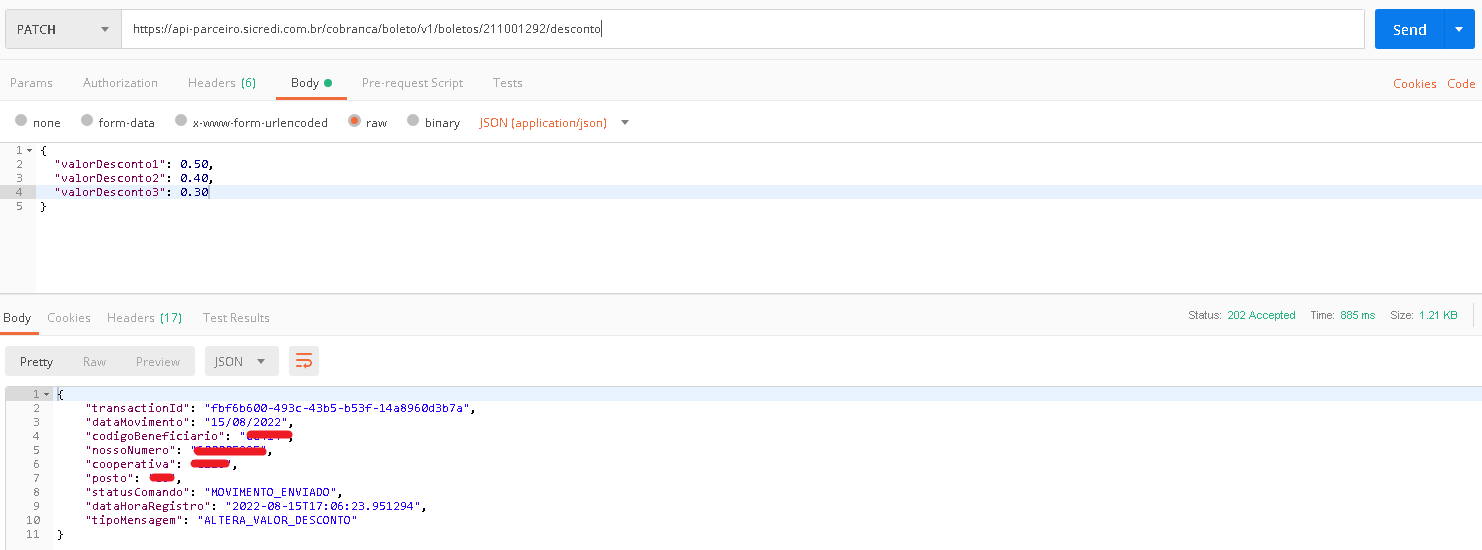 PATCH https://api-parceiro.sicredi.com.br/cobranca/boleto/v1/boletos/211001292/desconto Send
Params Authorization Headers (6) Body Pre-request Script Tests Cookies Code
none form-data x-www-form-urlencoded raw binary JSON (application/json)
1 {
2 "valorDesconto1": 0.50,
3 "valorDesconto2": 0.40,
4 "valorDesconto3": 0.30
5 }
Body Cookies Headers (17) Test Results Status: 202 Accepted Time: 885 ms Size: 1.21 KB
Pretty Raw Preview JSON
1 {
2 "transactionId": "fbf6b600-493c-43b5-b53f-14a8960d3b7a",
3 "dataMovimento": "15/08/2022",
4 "codigoBeneficiario": "
5 "nossoNumero": "
6 "cooperativa":
7 "posto":
8 "statusComando": "MOVIMENTO_ENVIADO",
9 "dataHoraRegistro": "2022-08-15T17:06:23.951294",
10 "tipoMensagem": "ALTERA_VALOR_DESCONTO"
11 }